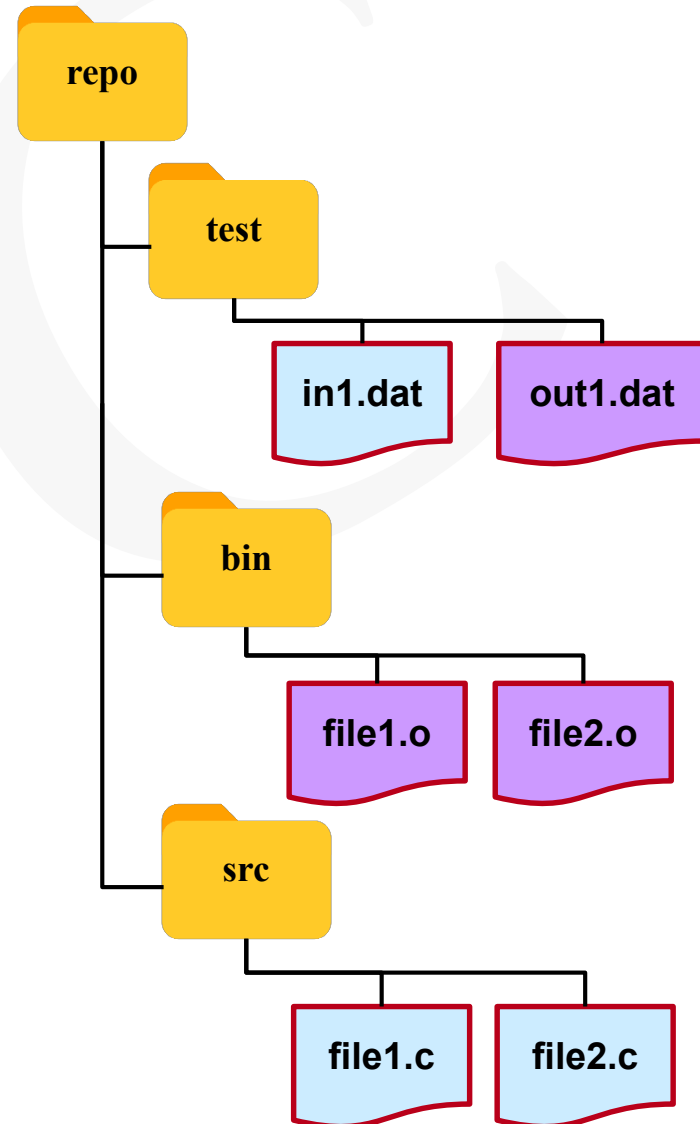 repo
test
in1.dat out1.dat
bin
file1.o file2.o
src
file1.c file2.c